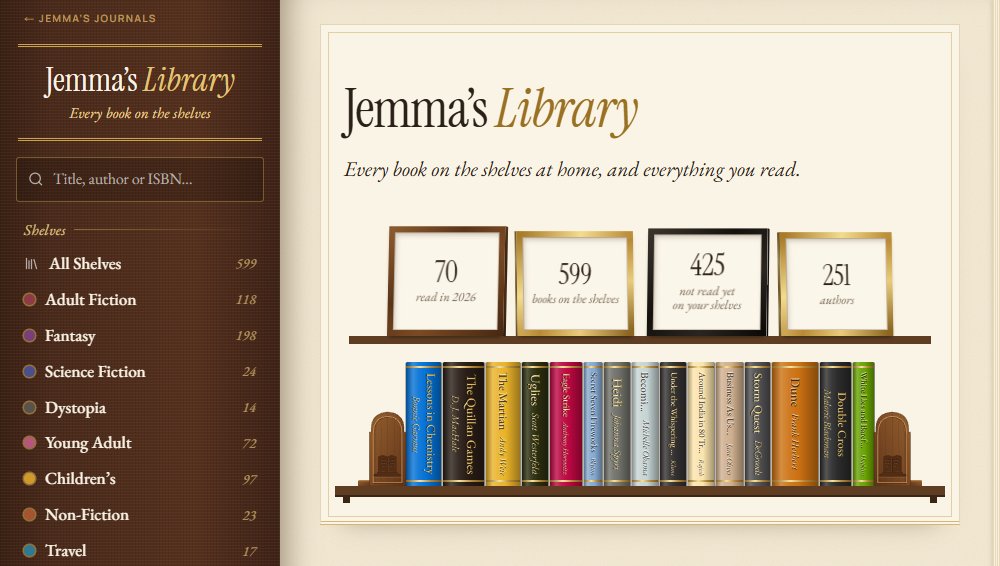 ← JEMMA'S JOURNALS
Jemma's Library
Every book on the shelves
Title, author or ISBN...
Shelves
All Shelves 599
Adult Fiction 118
Fantasy 198
Science Fiction 24
Dystopia 14
Young Adult 72
Children's 97
Non-Fiction 23
Travel 17
Jemma's Library
Every book on the shelves at home, and everything you read.
70
read in 2026
599
books on the shelves
425
not read yet
on your shelves
251
authors
Lessons in Chemistry Bonnie Garmus
The Quillan Games D.J. MacHale
The Martian Andy Weir
Uglies Scott Westerfeld
Eagle Strike Anthony Horowitz
Secret Seven Fireworks
Heidi Johanna Spyri
Becomi... Michelle Obama
Under the Whispering...
Around India in 80 Tr...
Business As Us...
Storm Quest
Dune Frank Herbert
Double Cross Malorie Blackman